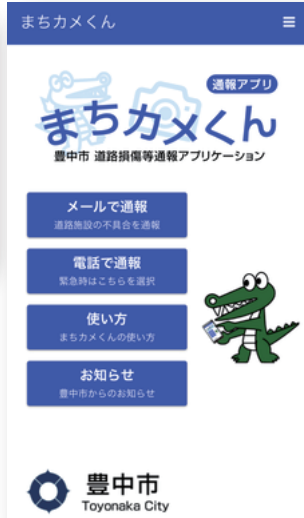 まちカメくん
通報アプリ
まちカメくん
豊中市 道路損傷等通報アプリケーション
メールで通報
道路施設の不具合を通報
電話で通報
緊急時はこちらを選択
使い方
まちカメくんの使い方
お知らせ
豊中市からのお知らせ
豊中市
Toyonaka City